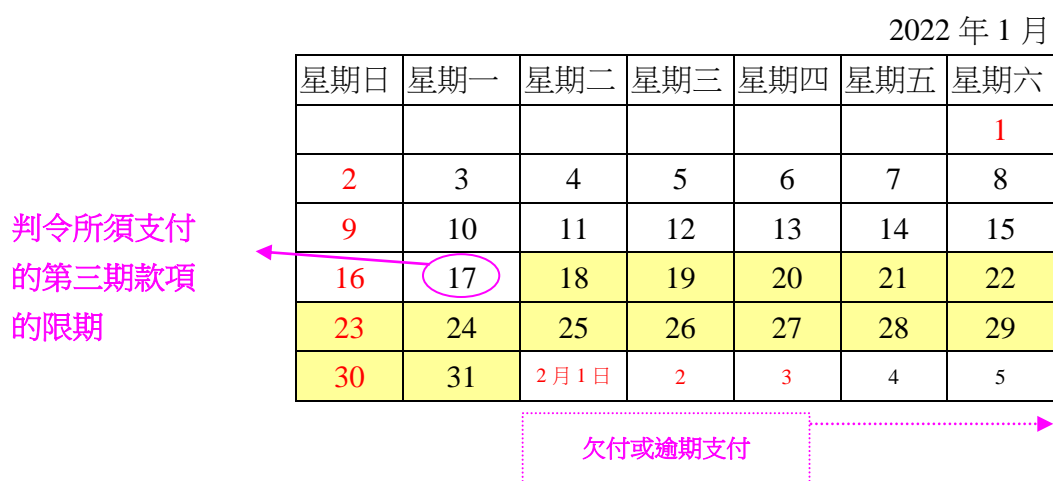 2022 年 1 月
星期日 星期一 星期二 星期三 星期四 星期五 星期六
1
2 3 4 5 6 7 8
9 10 11 12 13 14 15
16 17 18 19 20 21 22
23 24 25 26 27 28 29
30 31 2 月 1 日 2 3 4 5
判令所須支付
的第三期款項
的限期
欠付或逾期支付